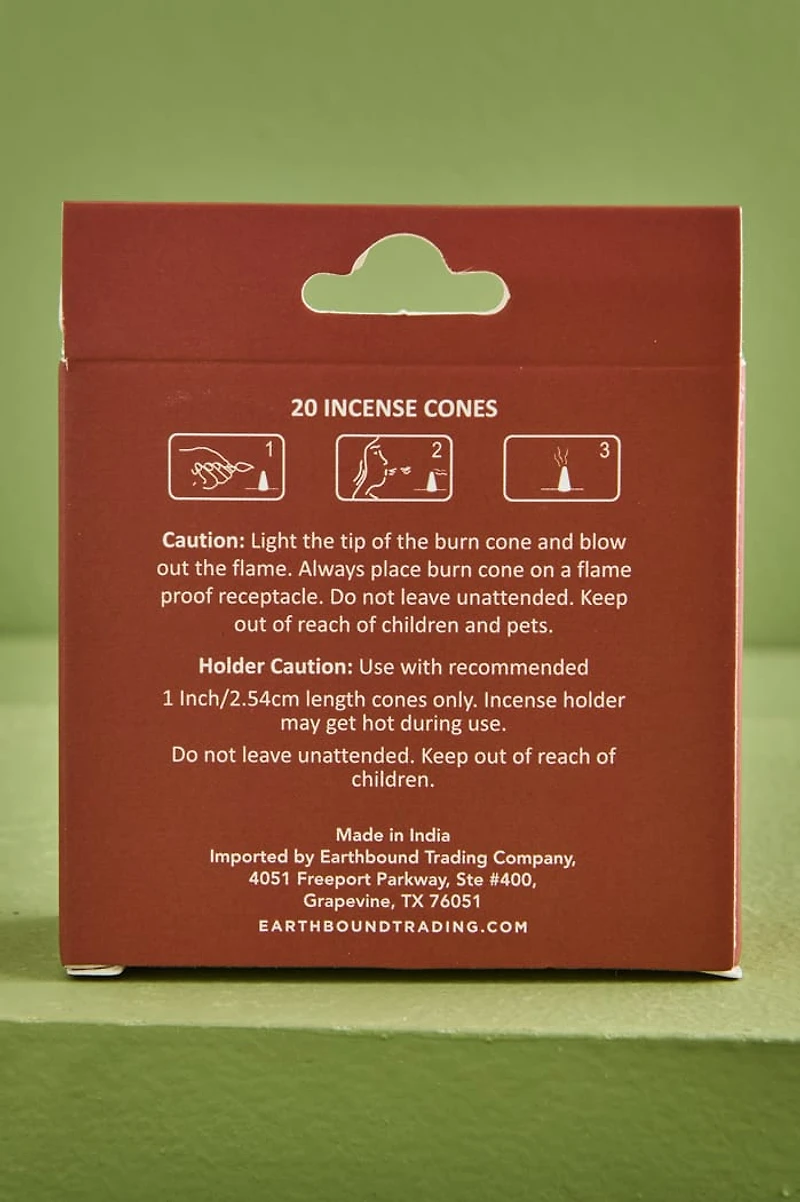 20 INCENSE CONES
1
2
3
Caution: Light the tip of the burn cone and blow
out the flame. Always place burn cone on a flame
proof receptacle. Do not leave unattended. Keep
out of reach of children and pets.
Holder Caution: Use with recommended
1 Inch/2.54cm length cones only. Incense holder
may get hot during use.
Do not leave unattended. Keep out of reach of
children.
Made in India
Imported by Earthbound Trading Company,
4051 Freeport Parkway, Ste #400,
Grapevine, TX 76051
EARTHBOUNDTRADING.COM